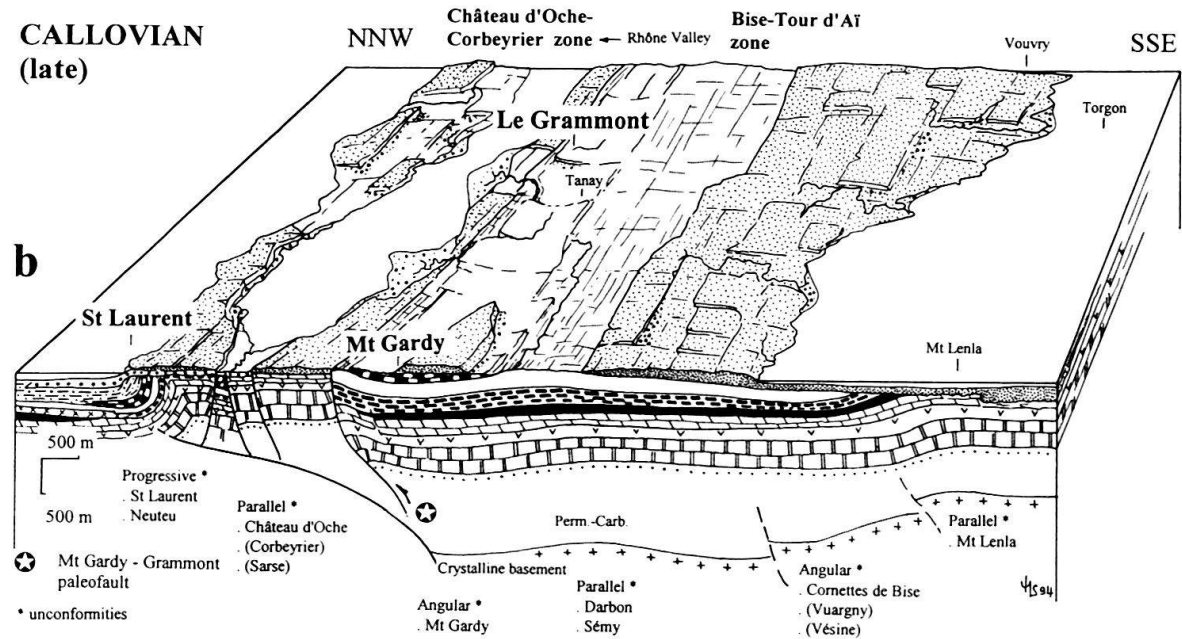 CALLOVIAN
(late)
NNW
Château d'Oche-
Corbeyrier zone
← Rhône Valley
Bise-Tour d'Aï
zone
Vouvry
SSE
Torgon
Le Grammont
Tanay
b
St Laurent
Mt Gardy
Mt Lenla
500 m
500 m
Progressive *
. St Laurent
. Neuteu
Parallel *
. Château d'Oche
. (Corbeyrier)
. (Sarse)
Perm.-Carb.
Crystalline basement
Parallel *
. Mt Lenla
Mt Gardy - Grammont
paleofault
* unconformities
Angular *
. Mt Gardy
Parallel *
. Darbon
. Sémy
Angular *
. Cornettes de Bise
. (Vuargny)
. (Vésine)